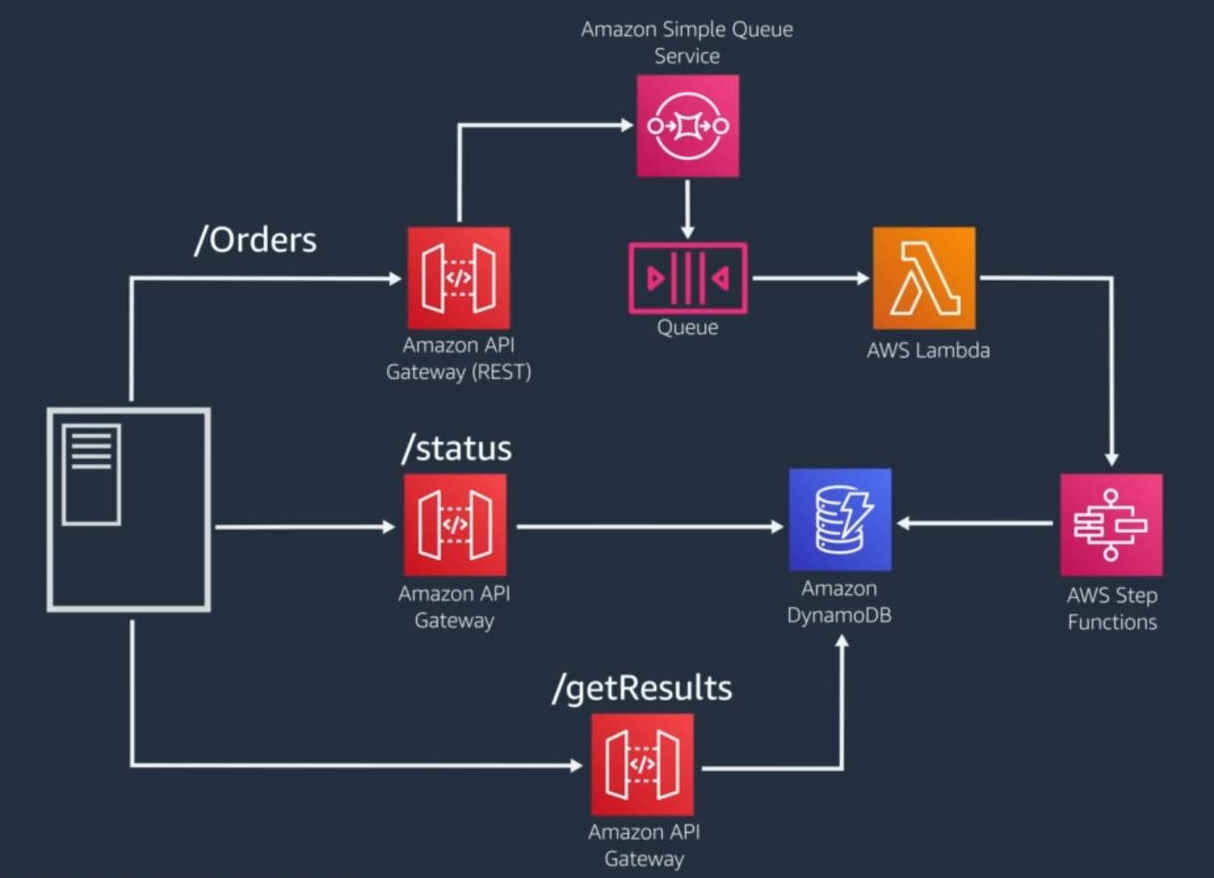 Amazon Simple Queue
Service
/Orders
Amazon API
Gateway (REST)
Queue
AWS Lambda
/status
Amazon API
Gateway
Amazon
DynamoDB
AWS Step
Functions
/getResults
Amazon API
Gateway